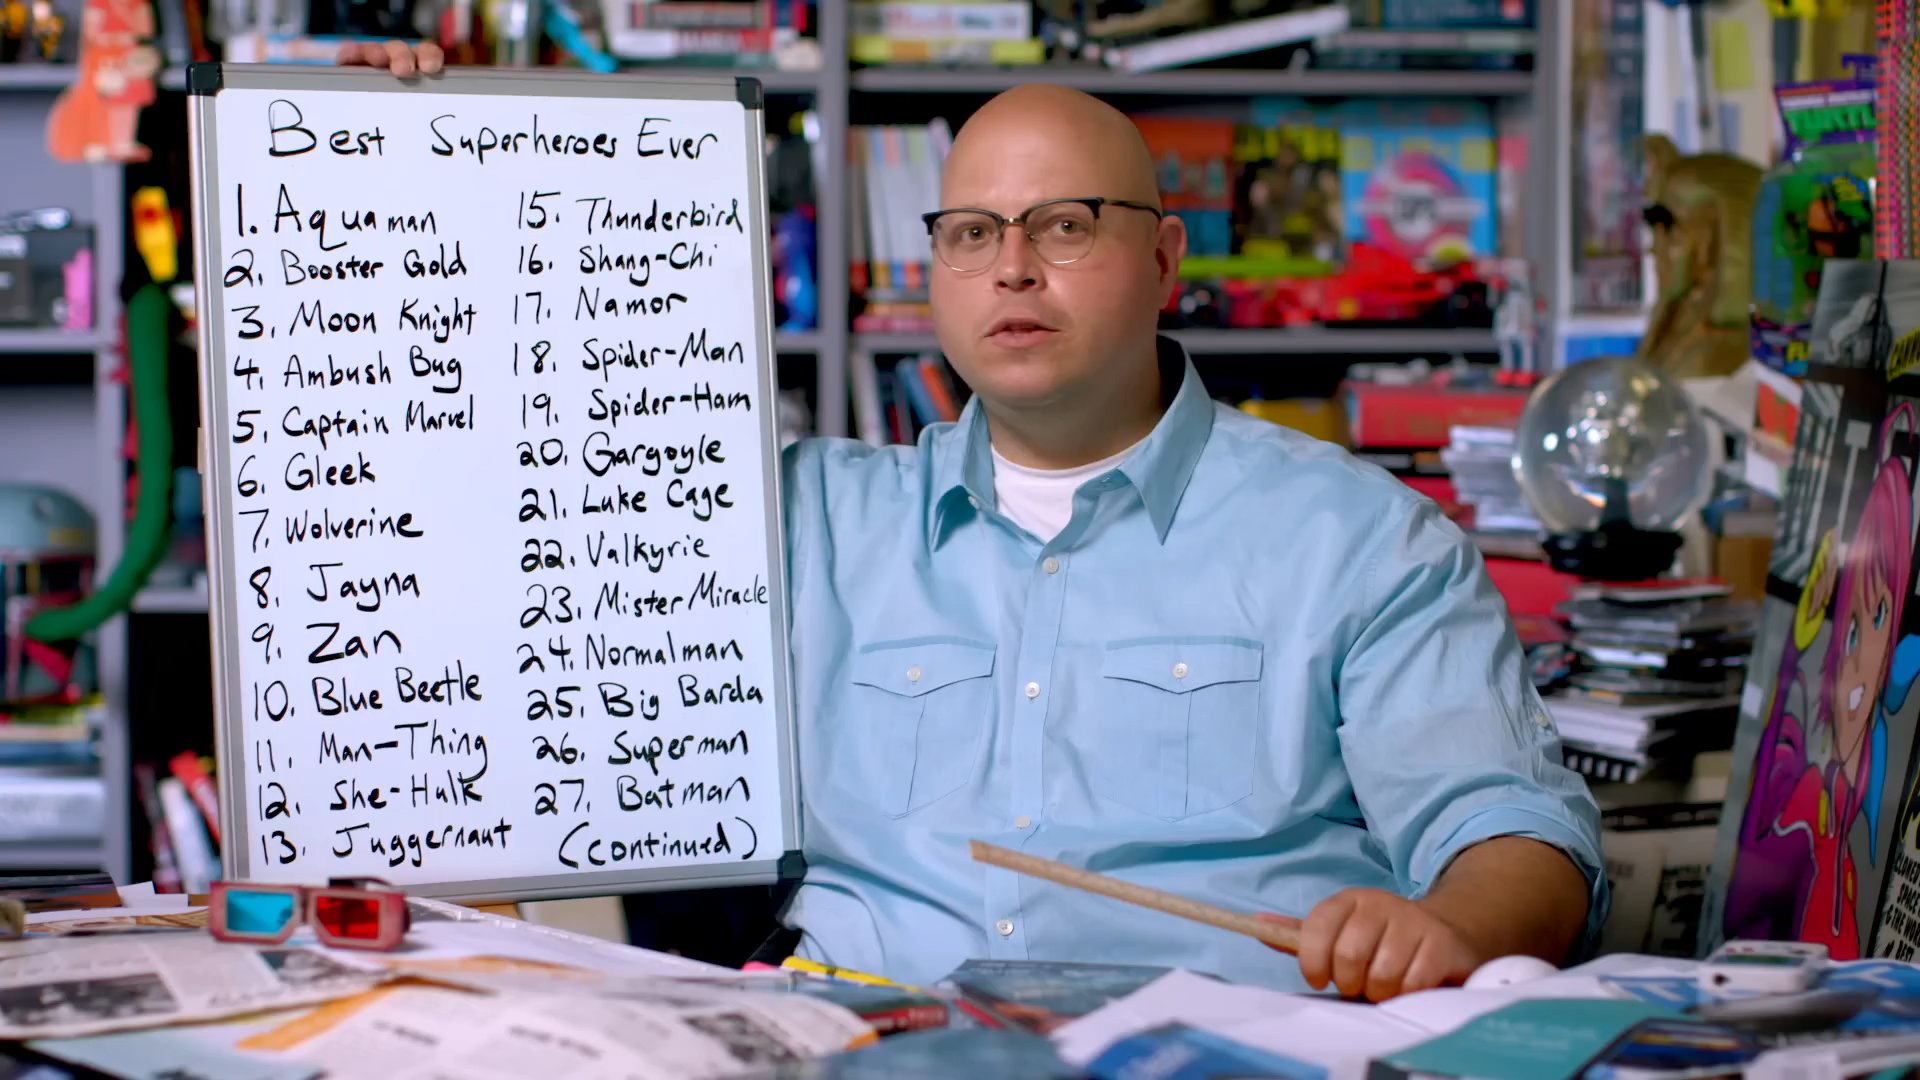 Best Superheroes Ever
1. Aquaman
2. Booster Gold
3. Moon Knight
4. Ambush Bug
5. Captain Marvel
6. Gleek
7. Wolverine
8. Jayna
9. Zan
10. Blue Beetle
11. Man-Thing
12. She-Hulk
13. Juggernaut
15. Thunderbird
16. Shang-Chi
17. Namor
18. Spider-Man
19. Spider-Ham
20. Gargoyle
21. Luke Cage
22. Valkyrie
23. Mister Miracle
24. Normalman
25. Big Barda
26. Superman
27. Batman
(continued)
TURTL